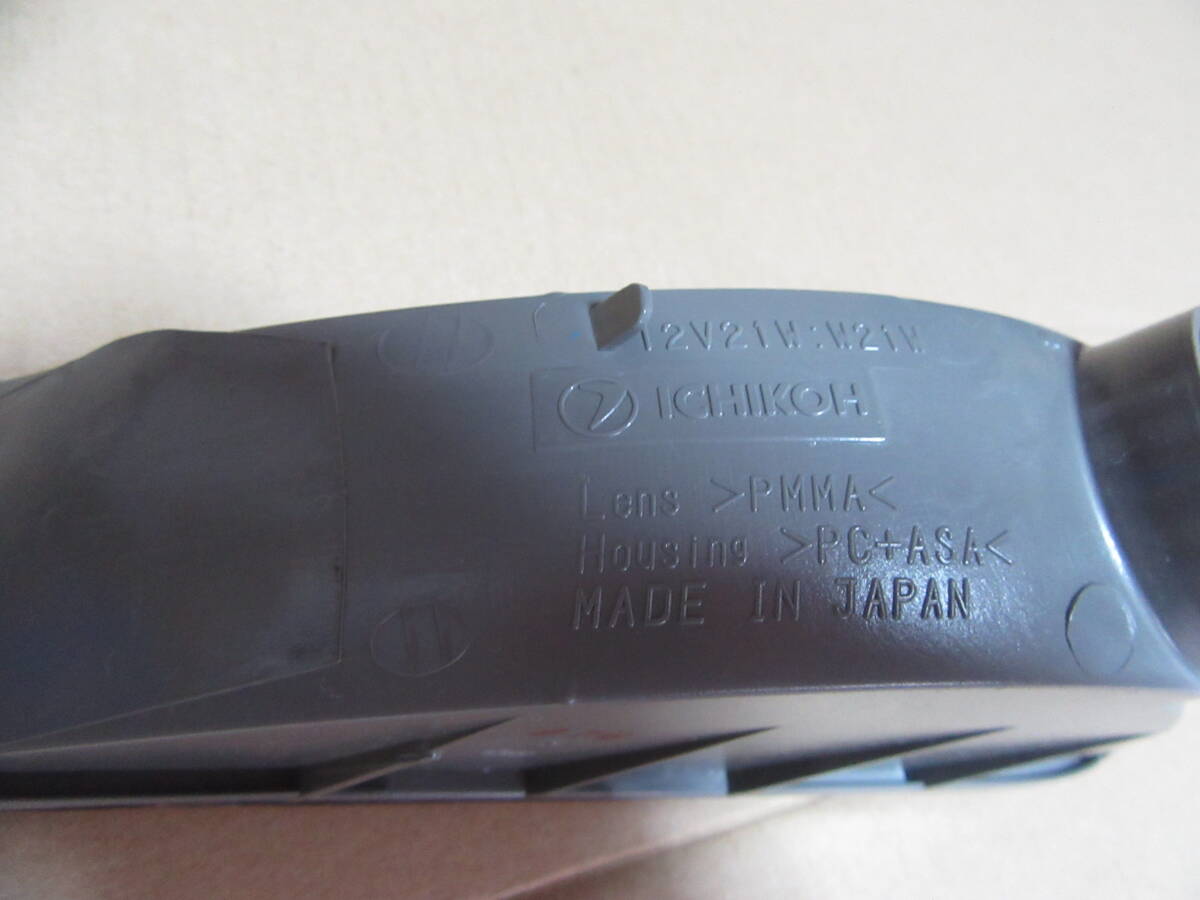 12V21W:W21W
ICHIKOH
Lens >PMMA<
Housing >PC+ASA<
MADE IN JAPAN